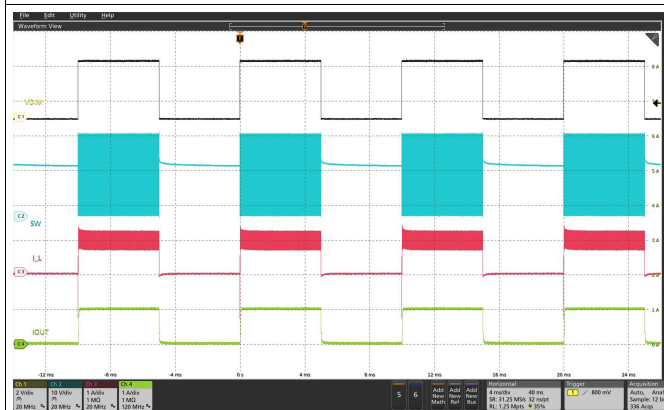 File Edit Utility Help
Waveform View
T
8 A
VDIM
C1
6 A
5 A
4 A
C2
SW
3 A
I_L
C3
2 A
1 A
IOUT
C4
0 A
-12 ms -8 ms -4 ms 0 s 4 ms 8 ms 12 ms 16 ms 20 ms 24 ms
Ch 1 Ch 2 Ch 3 Ch 4
2 V/div 10 V/div 1 A/div 1 A/div
1 MΩ 1 MΩ
20 MHz 20 MHz 20 MHz 120 MHz
5 6
Add New Math
Add New Ref
Add New Bus
Horizontal
4 ms/div 40 ms
SR: 31.25 MS/s 32 ns/pt
RL: 1.25 Mpts 35%
Trigger
1 800 mV
Acquisition
Auto, Ana
Sample: 12 b
336 Acqs